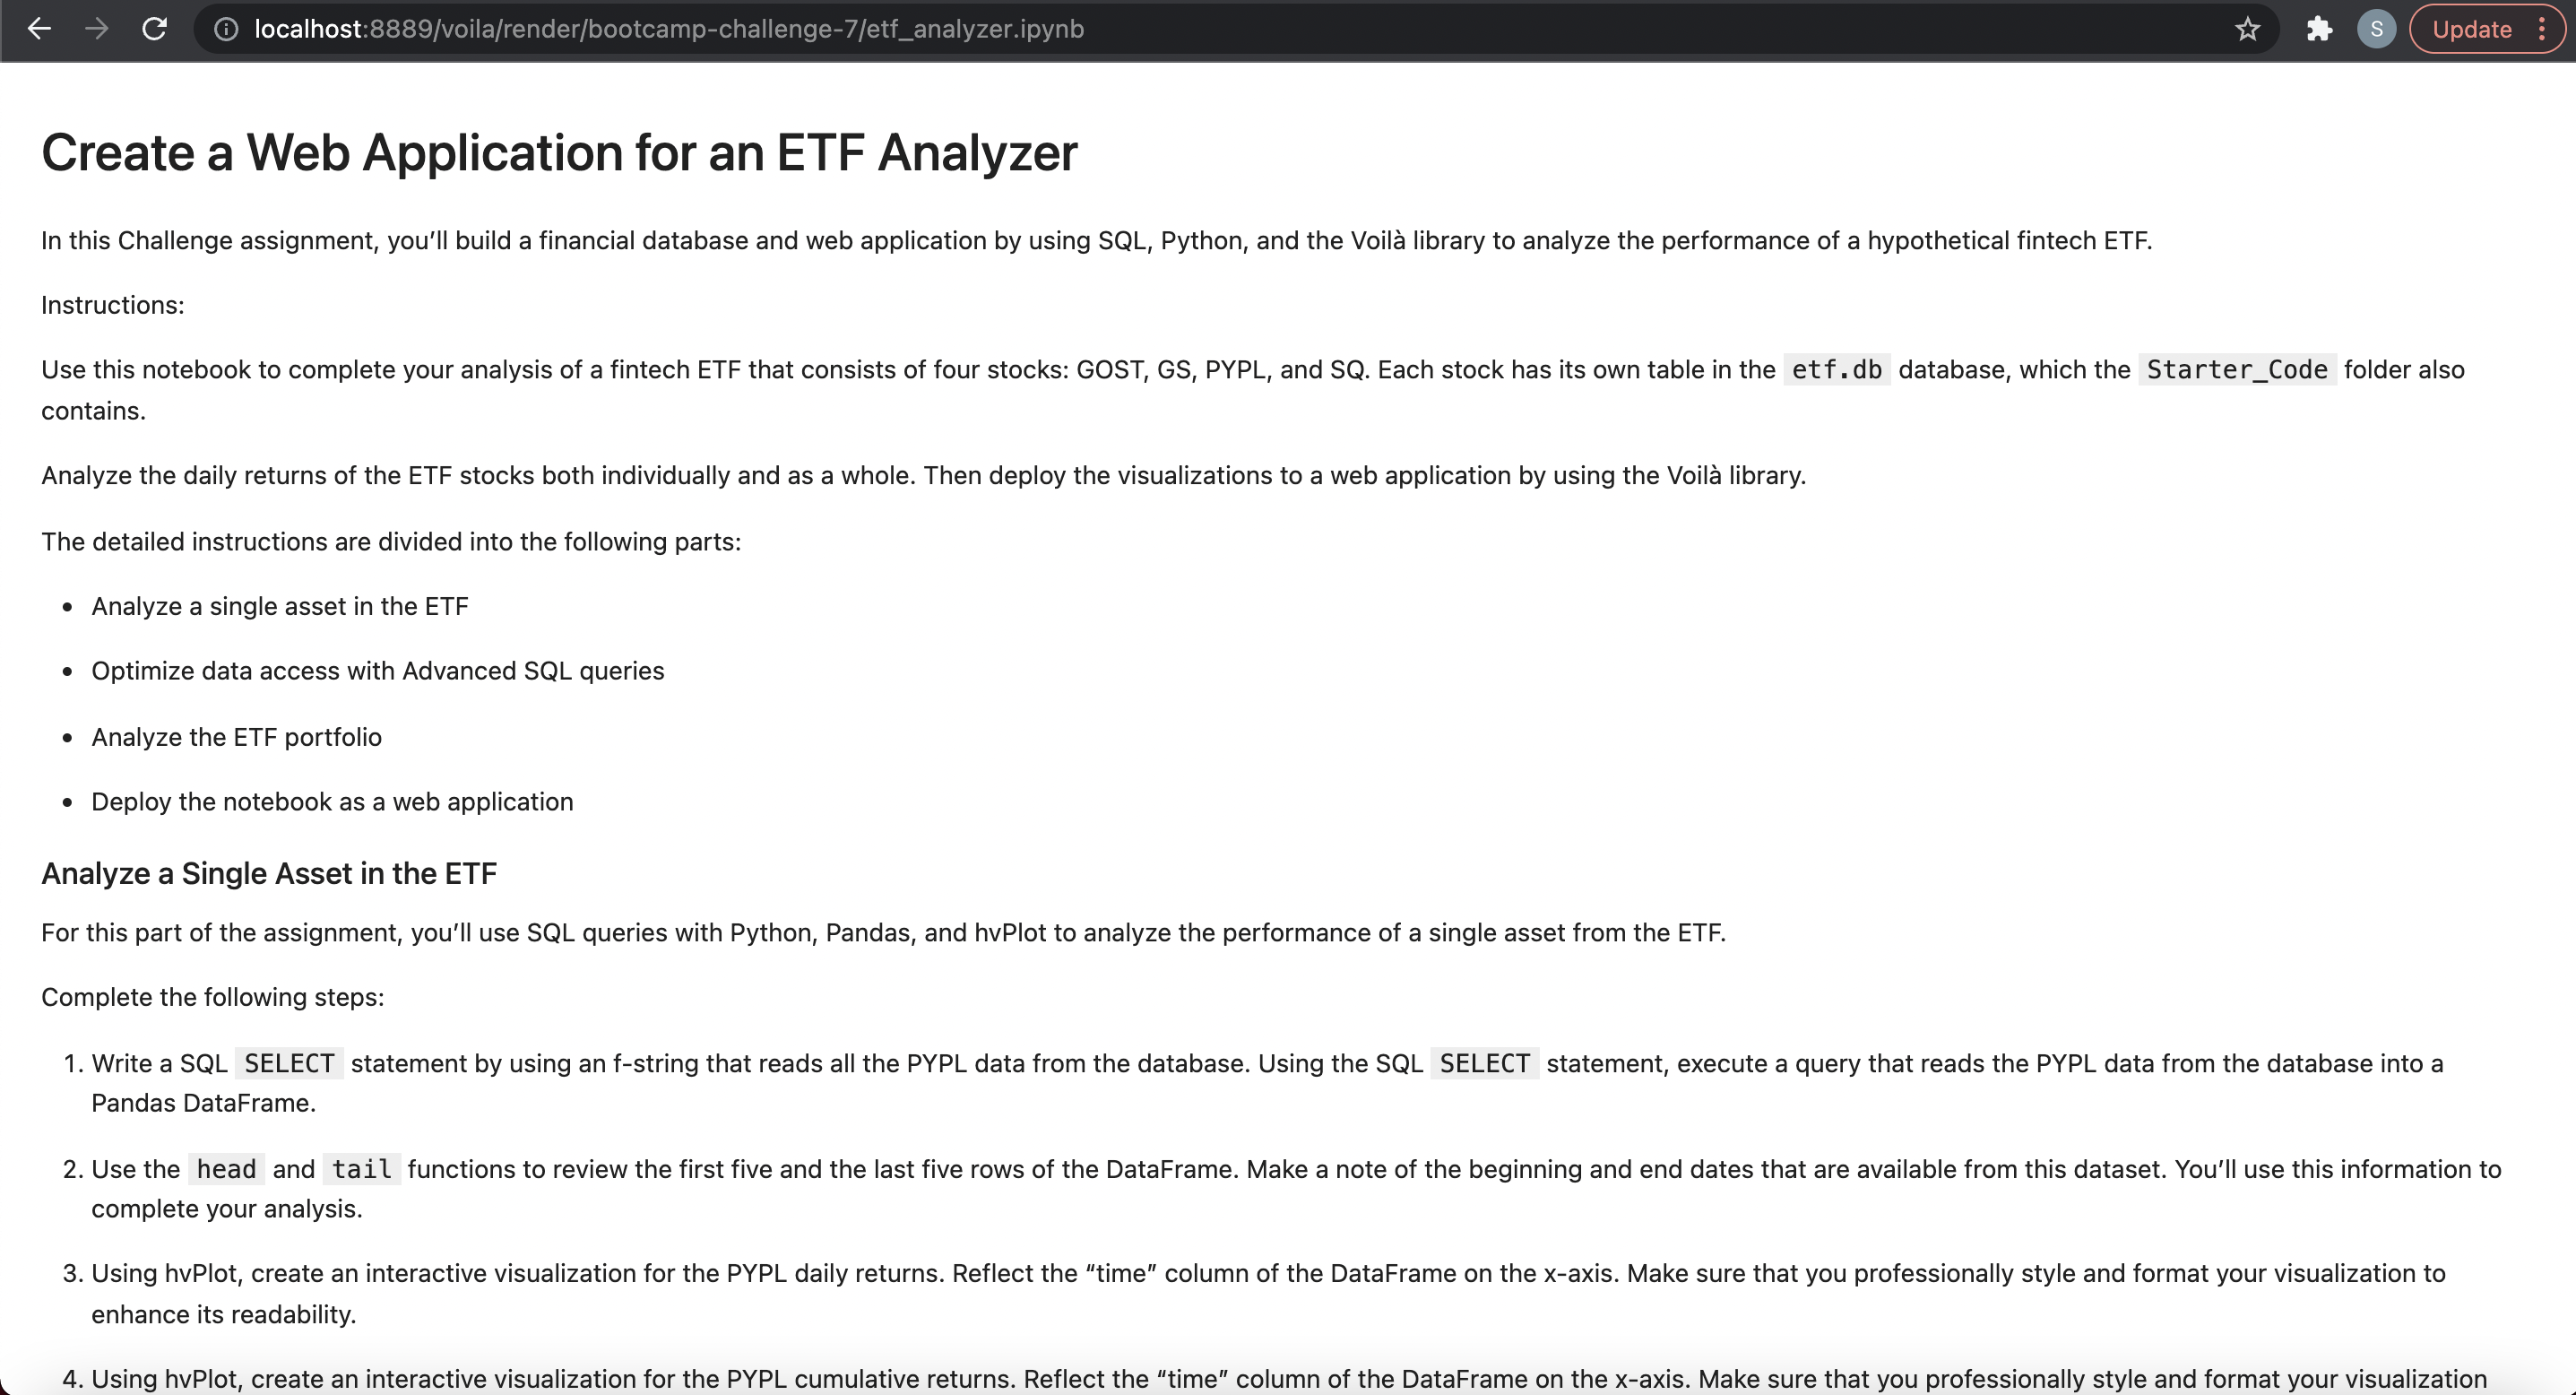 localhost:8889/voila/render/bootcamp-challenge-7/etf_analyzer.ipynb
S
Update
Create a Web Application for an ETF Analyzer
In this Challenge assignment, you’ll build a financial database and web application by using SQL, Python, and the Voilà library to analyze the performance of a hypothetical fintech ETF.
Instructions:
Use this notebook to complete your analysis of a fintech ETF that consists of four stocks: GOST, GS, PYPL, and SQ. Each stock has its own table in the etf.db database, which the Starter_Code folder also
contains.
Analyze the daily returns of the ETF stocks both individually and as a whole. Then deploy the visualizations to a web application by using the Voilà library.
The detailed instructions are divided into the following parts:
• Analyze a single asset in the ETF
• Optimize data access with Advanced SQL queries
• Analyze the ETF portfolio
• Deploy the notebook as a web application
Analyze a Single Asset in the ETF
For this part of the assignment, you’ll use SQL queries with Python, Pandas, and hvPlot to analyze the performance of a single asset from the ETF.
Complete the following steps:
1. Write a SQL SELECT statement by using an f-string that reads all the PYPL data from the database. Using the SQL SELECT statement, execute a query that reads the PYPL data from the database into a
Pandas DataFrame.
2. Use the head and tail functions to review the first five and the last five rows of the DataFrame. Make a note of the beginning and end dates that are available from this dataset. You’ll use this information to
complete your analysis.
3. Using hvPlot, create an interactive visualization for the PYPL daily returns. Reflect the “time” column of the DataFrame on the x-axis. Make sure that you professionally style and format your visualization to
enhance its readability.
4. Using hvPlot, create an interactive visualization for the PYPL cumulative returns. Reflect the “time” column of the DataFrame on the x-axis. Make sure that you professionally style and format your visualization